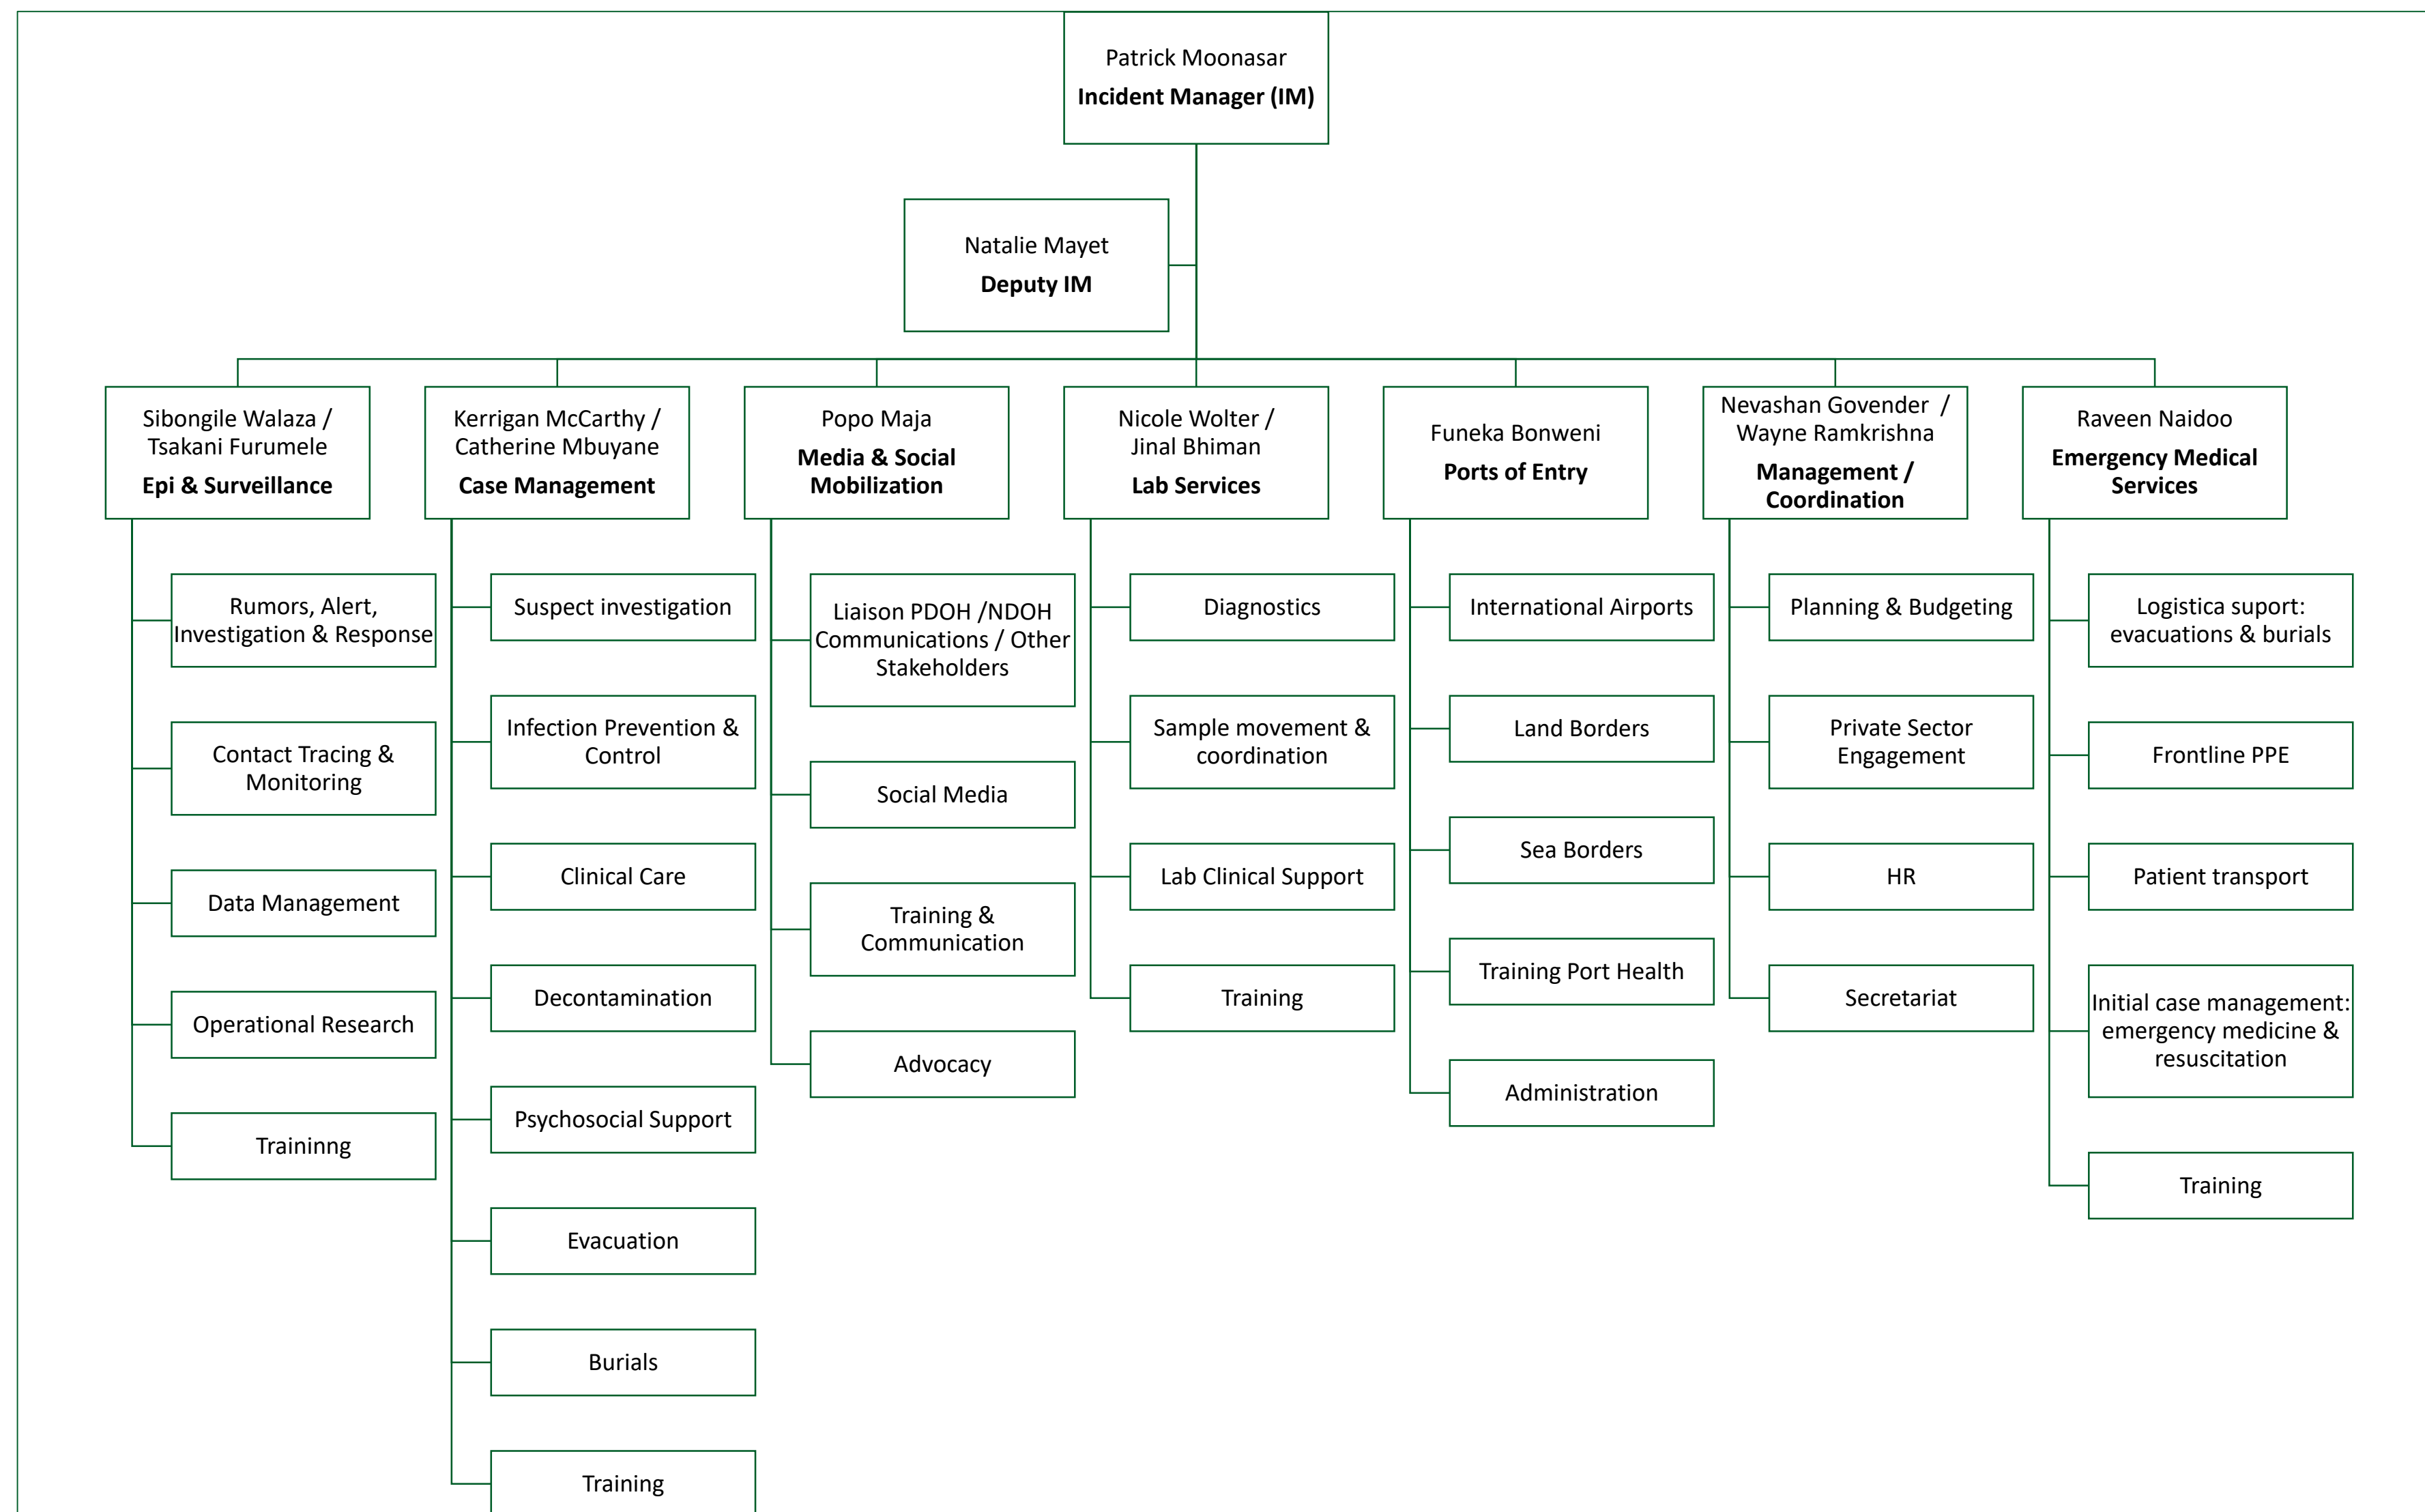 Patrick Moonasar
Incident Manager (IM)
Natalie Mayet
Deputy IM
Sibongile Walaza /
Tsakani Furumele
Epi & Surveillance
Rumors, Alert,
Investigation & Response
Contact Tracing &
Monitoring
Data Management
Operational Research
Traininng
Kerrigan McCarthy /
Catherine Mbuyane
Case Management
Suspect investigation
Infection Prevention &
Control
Clinical Care
Decontamination
Psychosocial Support
Evacuation
Burials
Training
Popo Maja
Media & Social
Mobilization
Liaison PDOH /NDOH
Communications / Other
Stakeholders
Social Media
Training &
Communication
Advocacy
Nicole Wolter /
Jinal Bhiman
Lab Services
Diagnostics
Sample movement &
coordination
Lab Clinical Support
Training
Funeka Bonweni
Ports of Entry
International Airports
Land Borders
Sea Borders
Training Port Health
Administration
Nevashan Govender /
Wayne Ramkrishna
Management /
Coordination
Planning & Budgeting
Private Sector
Engagement
HR
Secretariat
Raveen Naidoo
Emergency Medical
Services
Logistica suport:
evacuations & burials
Frontline PPE
Patient transport
Initial case management:
emergency medicine &
resuscitation
Training